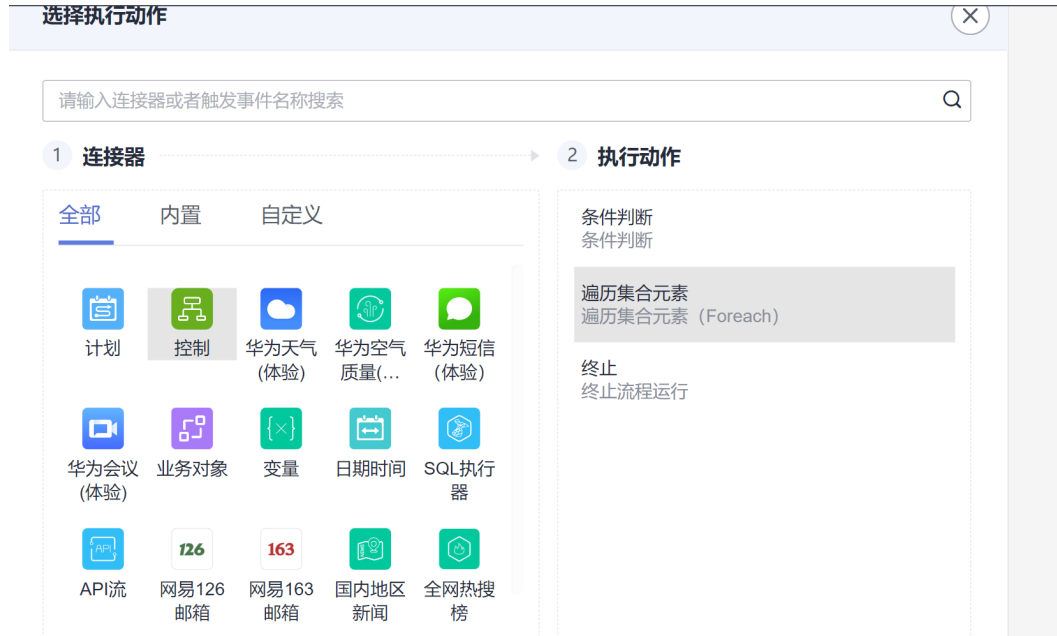 选择执行动作
请输入连接器或者触发事件名称搜索
1 连接器
2 执行动作
全部 内置 自定义
计划 控制 华为天气 华为空气 华为短信
(体验) 质量(... (体验)
华为会议 业务对象 变量 日期时间 SQL执行
(体验) 器
API
API流 126 网易126 163 网易163 国内地区 全网热搜
邮箱 邮箱 新闻 榜
条件判断
条件判断
遍历集合元素
遍历集合元素（Foreach）
终止
终止流程运行